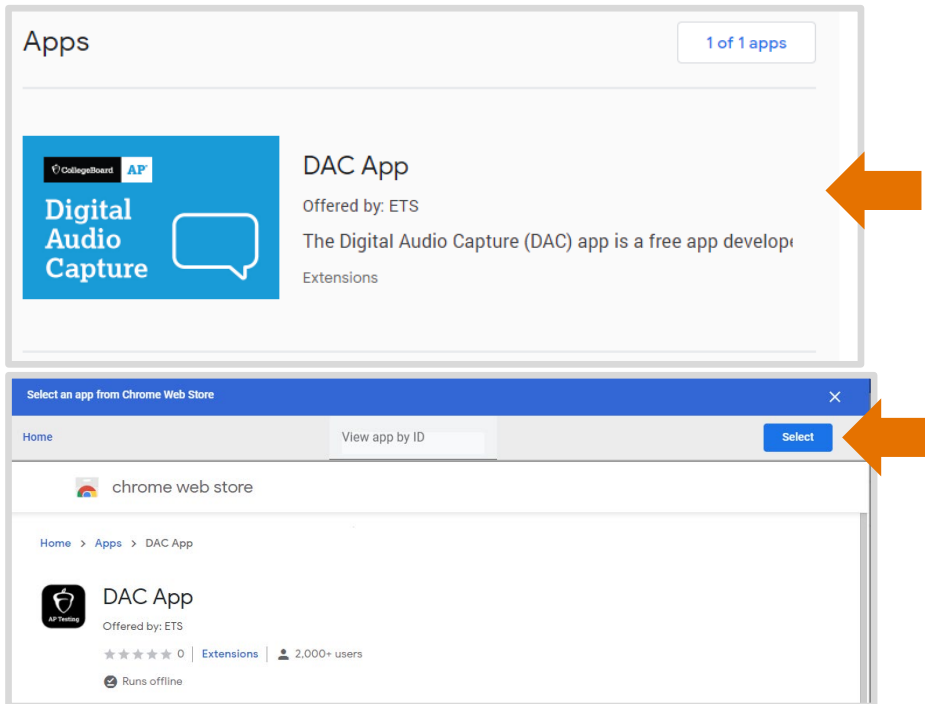 Apps
1 of 1 apps
CollegeBoard AP
Digital
Audio
Capture
DAC App
Offered by: ETS
The Digital Audio Capture (DAC) app is a free app develop
Extensions
Select an app from Chrome Web Store
Home
View app by ID
Select
chrome web store
Home > Apps > DAC App
AP Testing
DAC App
Offered by: ETS
0 | Extensions | 2,000+ users
Runs offline